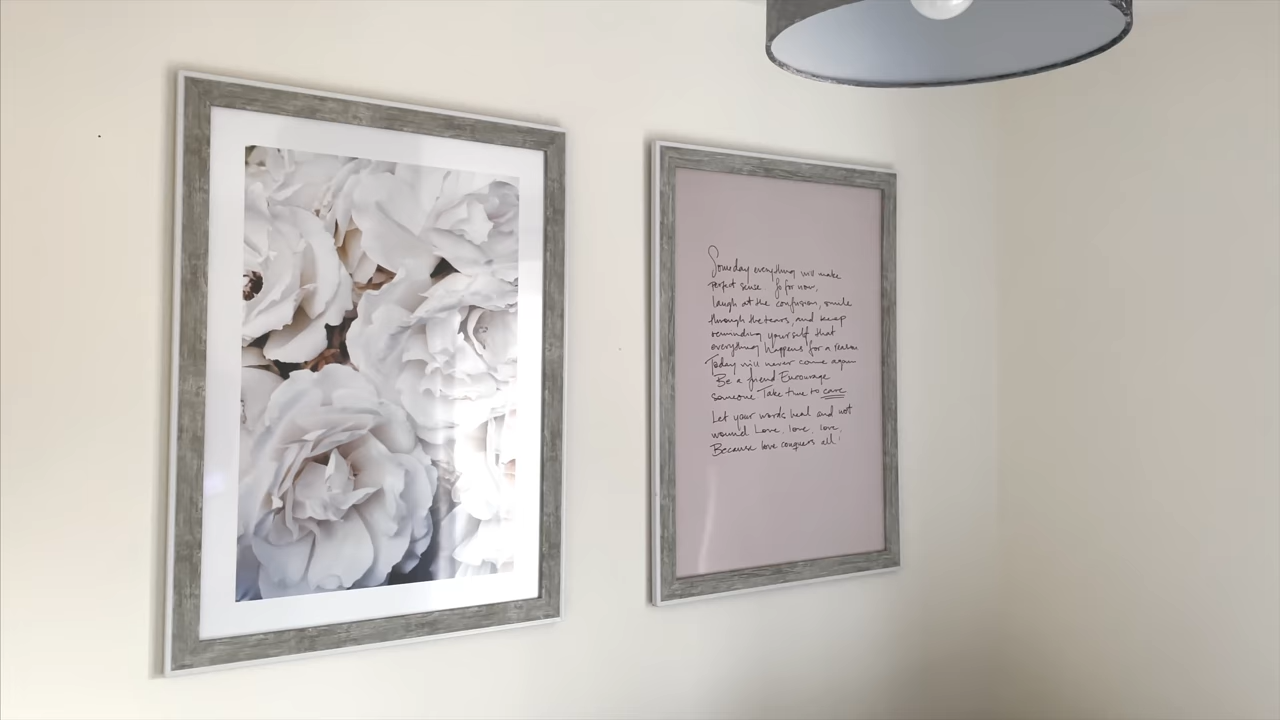 Someday everything will make
perfect sense. So for now,
laugh at the confusion, smile
through the tears, and keep
reminding yourself that
everything happens for a reason
Today will never come again
Be a friend Encourage
someone Take time to care
Let your words heal and not
wound Love, love, love,
Because love conquers all!